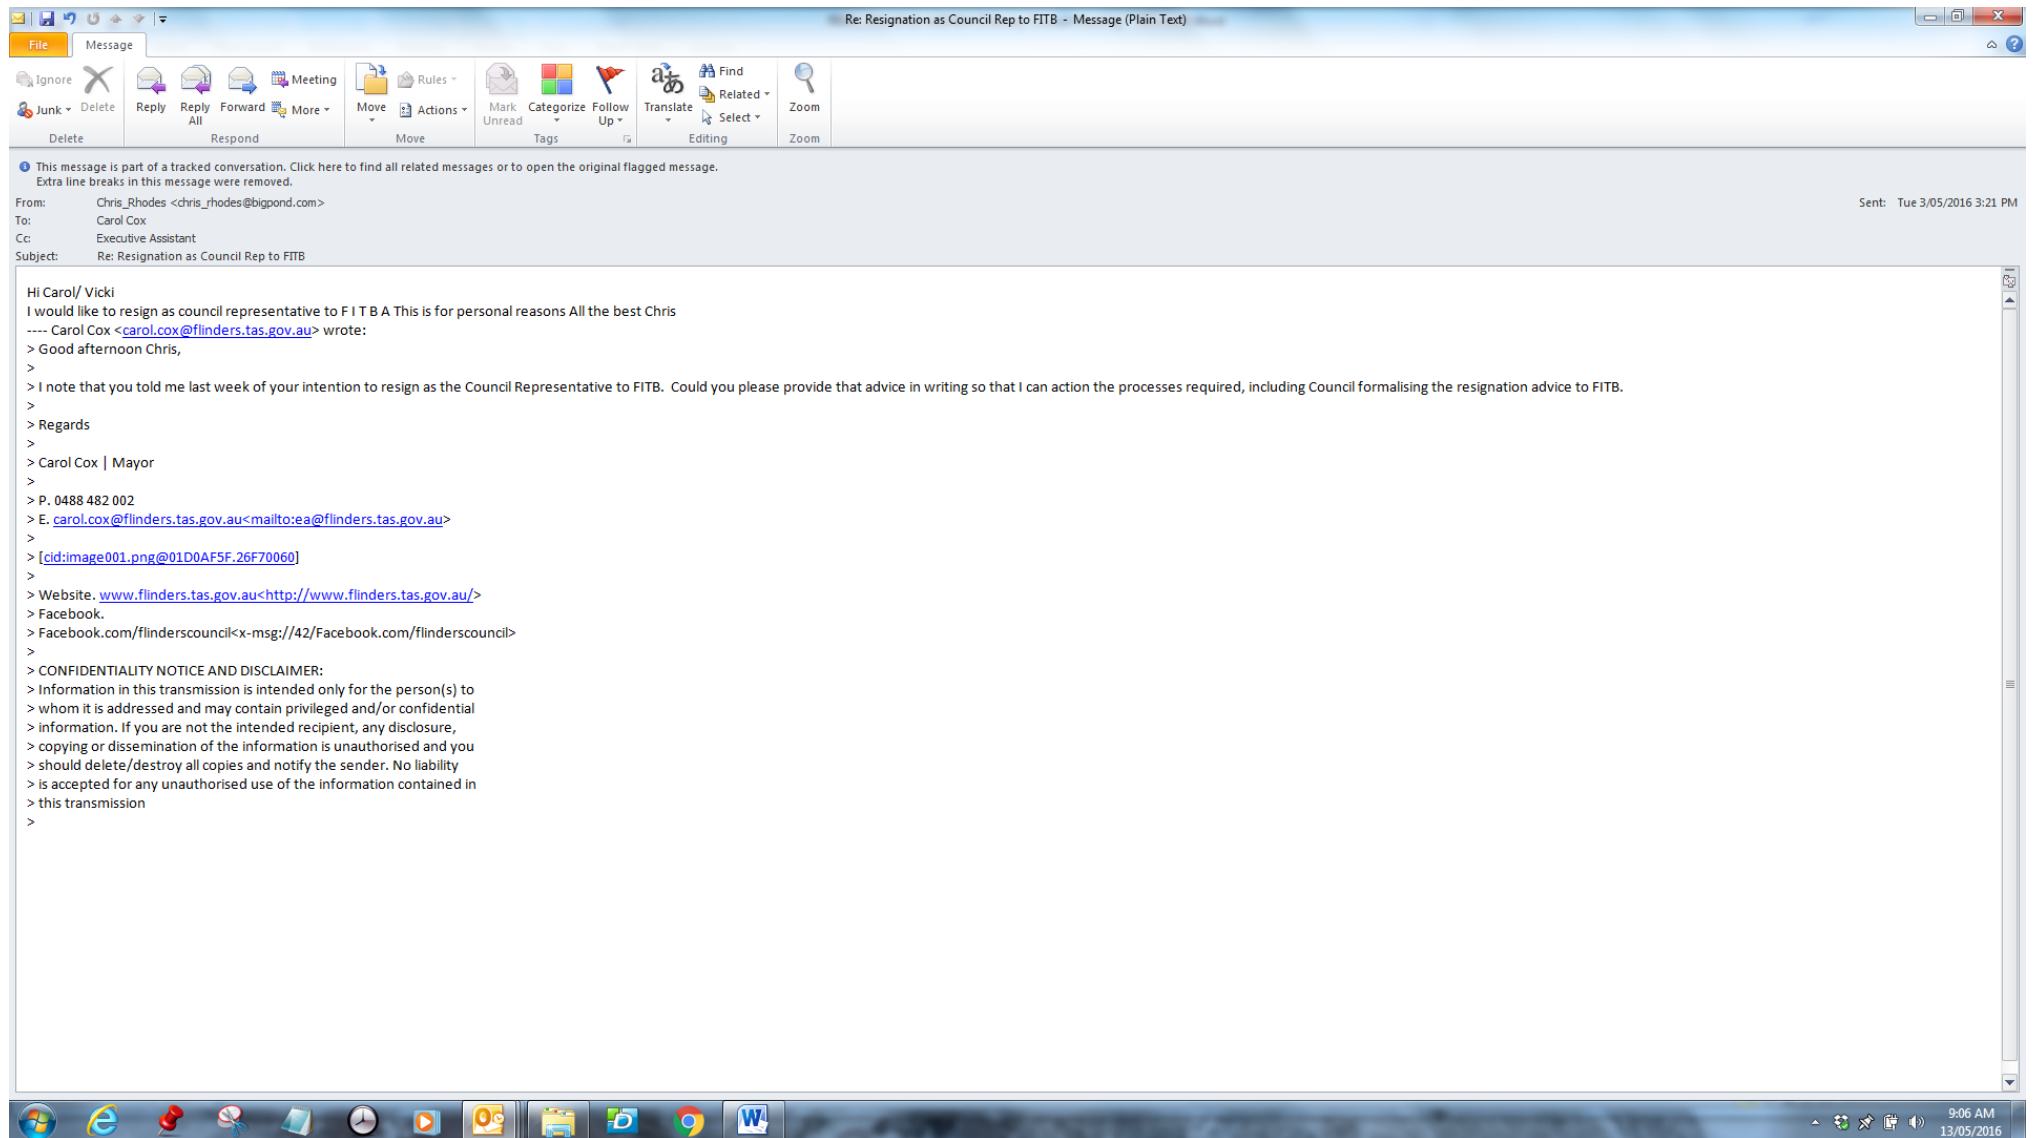 Re: Resignation as Council Rep to FITB - Message (Plain Text)
File Message
Ignore
Junk Delete
Reply
Reply All
Forward
Meeting
More
Move
Rules
Actions
Mark Unread
Categorize
Follow Up
Translate
Find
Related
Select
Zoom
Delete Respond Move Tags Editing Zoom
This message is part of a tracked conversation. Click here to find all related messages or to open the original flagged message.
Extra line breaks in this message were removed.
From: Chris_Rhodes <chris_rhodes@bigpond.com> Sent: Tue 3/05/2016 3:21 PM
To: Carol Cox
Cc: Executive Assistant
Subject: Re: Resignation as Council Rep to FITB
Hi Carol/ Vicki
I would like to resign as council representative to F I T B A This is for personal reasons All the best Chris
---- Carol Cox <carol.cox@flinders.tas.gov.au> wrote:
> Good afternoon Chris,
>
> I note that you told me last week of your intention to resign as the Council Representative to FITB.  Could you please provide that advice in writing so that I can action the processes required, including Council formalising the resignation advice to FITB.
>
> Regards
>
> Carol Cox | Mayor
>
> P. 0488 482 002
> E. carol.cox@flinders.tas.gov.au<mailto:ea@flinders.tas.gov.au>
>
> [cid:image001.png@01D0AF5F.26F70060]
>
> Website. www.flinders.tas.gov.au<http://www.flinders.tas.gov.au/>
> Facebook.
> Facebook.com/flinderscouncil<x-msg://42/Facebook.com/flinderscouncil>
>
> CONFIDENTIALITY NOTICE AND DISCLAIMER:
> Information in this transmission is intended only for the person(s) to
> whom it is addressed and may contain privileged and/or confidential
> information. If you are not the intended recipient, any disclosure,
> copying or dissemination of the information is unauthorised and you
> should delete/destroy all copies and notify the sender. No liability
> is accepted for any unauthorised use of the information contained in
> this transmission
>
9:06 AM
13/05/2016